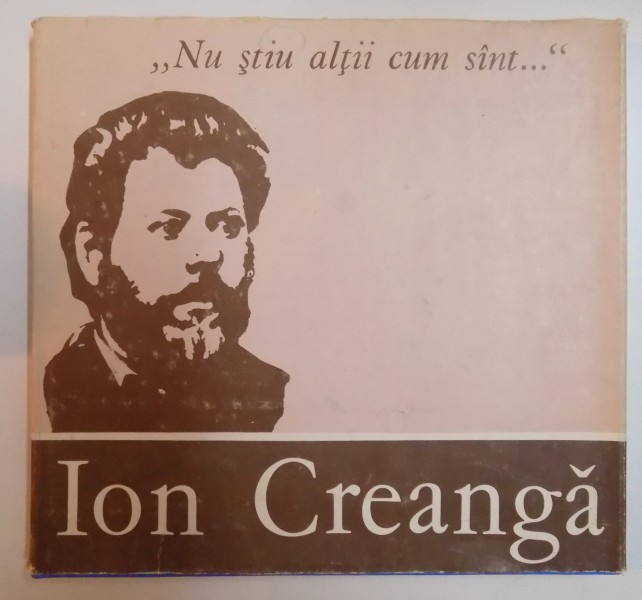 „Nu ştiu alţii cum sînt...“
Ion Creangă